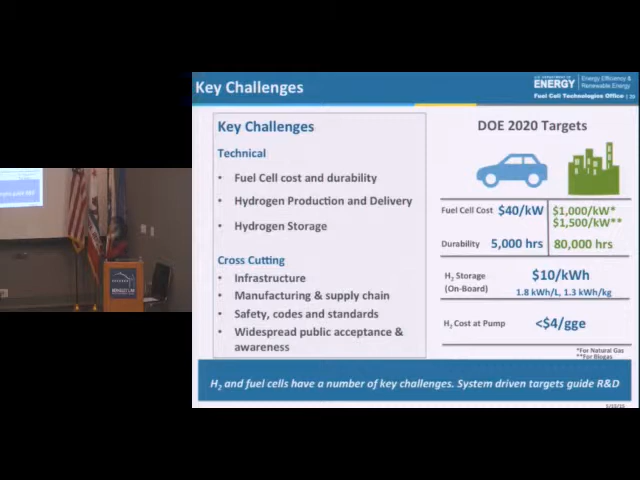 Key Challenges
U.S. DEPARTMENT OF
ENERGY
Energy Efficiency &
Renewable Energy
Fuel Cell Technologies Office | 20
Key Challenges
Technical
• Fuel Cell cost and durability
• Hydrogen Production and Delivery
• Hydrogen Storage
Cross Cutting
• Infrastructure
• Manufacturing & supply chain
• Safety, codes and standards
• Widespread public acceptance &
awareness
DOE 2020 Targets
Fuel Cell Cost $40/kW $1,000/kW*
$1,500/kW**
Durability 5,000 hrs 80,000 hrs
H₂ Storage
(On-Board)
$10/kWh
1.8 kWh/L, 1.3 kWh/kg
H₂ Cost at Pump <$4/gge
*For Natural Gas
**For Biogas
H₂ and fuel cells have a number of key challenges. System driven targets guide R&D